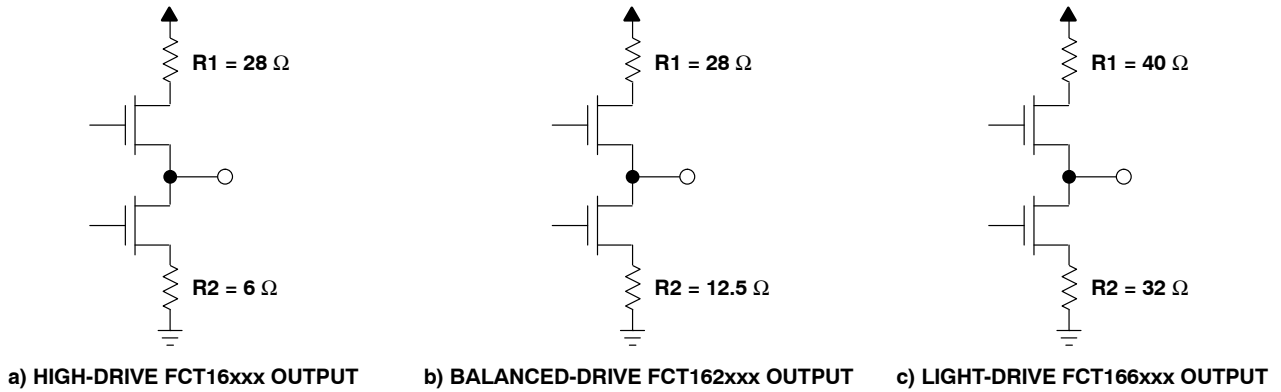 R1 = 28 Ω
R1 = 28 Ω
R1 = 40 Ω
R2 = 6 Ω
R2 = 12.5 Ω
R2 = 32 Ω
a) HIGH-DRIVE FCT16xxx OUTPUT
b) BALANCED-DRIVE FCT162xxx OUTPUT
c) LIGHT-DRIVE FCT166xxx OUTPUT